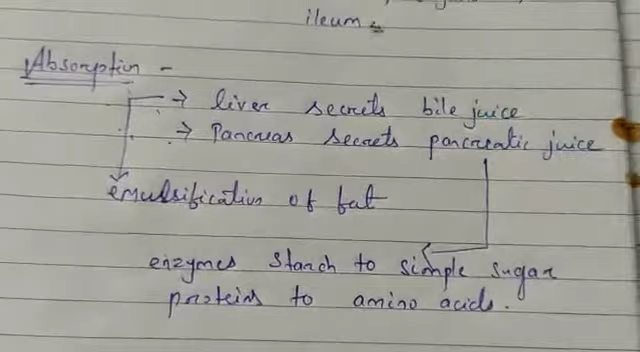 ileum
Absorption -
→ liver secrets bile juice
→ Pancreas secrets pancreatic juice
emulsification of fat
enzymes starch to simple sugar
proteins to amino acids.